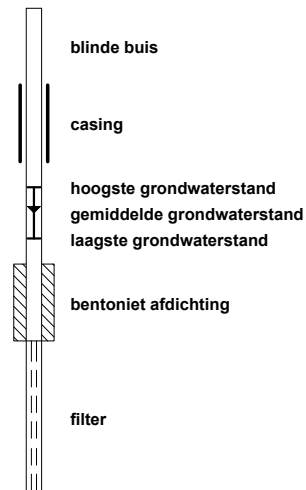 blinde buis
casing
hoogste grondwaterstand
gemiddelde grondwaterstand
laagste grondwaterstand
bentoniet afdichting
filter